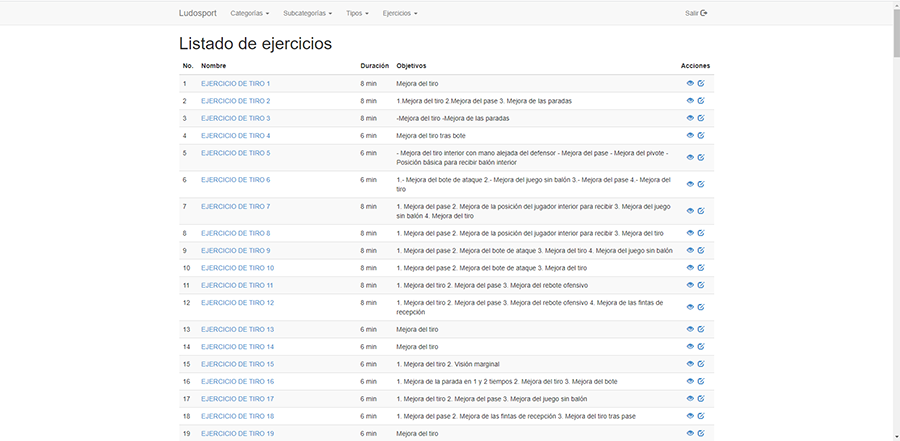 Ludosport Categorías Subcategorías Tipos Ejercicios Salir
Listado de ejercicios
No. Nombre Duración Objetivos Acciones
1 EJERCICIO DE TIRO 1 8 min Mejora del tiro
2 EJERCICIO DE TIRO 2 8 min 1.Mejora del tiro 2.Mejora del pase 3. Mejora de las paradas
3 EJERCICIO DE TIRO 3 8 min -Mejora del tiro -Mejora de las paradas
4 EJERCICIO DE TIRO 4 6 min Mejora del tiro tras bote
5 EJERCICIO DE TIRO 5 6 min - Mejora del tiro interior con mano alejada del defensor - Mejora del pase - Mejora del pivote -
Posición básica para recibir balón interior
6 EJERCICIO DE TIRO 6 6 min 1.- Mejora del bote de ataque 2.- Mejora del juego sin balón 3.- Mejora del pase 4.- Mejora del
tiro
7 EJERCICIO DE TIRO 7 8 min 1. Mejora del pase 2. Mejora de la posición del jugador interior para recibir 3. Mejora del juego
sin balón 4. Mejora del tiro
8 EJERCICIO DE TIRO 8 8 min 1. Mejora del pase 2. Mejora de la posición del jugador interior para recibir 3. Mejora del tiro
9 EJERCICIO DE TIRO 9 8 min 1. Mejora del pase 2. Mejora del bote de ataque 3. Mejora del tiro 4. Mejora del juego sin balón
10 EJERCICIO DE TIRO 10 8 min 1. Mejora del pase 2. Mejora del bote de ataque 3. Mejora del tiro
11 EJERCICIO DE TIRO 11 8 min 1. Mejora del tiro 2. Mejora del pase 3. Mejora del rebote ofensivo
12 EJERCICIO DE TIRO 12 8 min 1. Mejora del tiro 2. Mejora del pase 3. Mejora del rebote ofensivo 4. Mejora de las fintas de
recepción
13 EJERCICIO DE TIRO 13 6 min Mejora del tiro
14 EJERCICIO DE TIRO 14 6 min Mejora del tiro
15 EJERCICIO DE TIRO 15 6 min 1. Mejora del tiro 2. Visión marginal
16 EJERCICIO DE TIRO 16 6 min 1. Mejora de la parada en 1 y 2 tiempos 2. Mejora del tiro 3. Mejora del bote
17 EJERCICIO DE TIRO 17 6 min 1. Mejora del tiro 2. Mejora del pase 3. Mejora del juego sin balón
18 EJERCICIO DE TIRO 18 6 min 1. Mejora del pase 2. Mejora de las fintas de recepción 3. Mejora del tiro tras pase
19 EJERCICIO DE TIRO 19 6 min Mejora del tiro